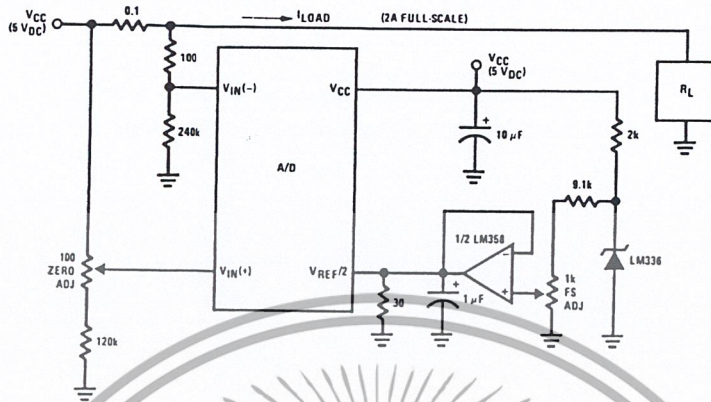 VCC
(5 VDC)
0.1
ILOAD
(2A FULL-SCALE)
100
240k
VIN(–)
VCC
A/D
VIN(+)
VREF/2
VCC
(5 VDC)
+
10 µF
RL
2k
9.1k
1/2 LM358
–
+
LM336
1k
FS
ADJ
+
1 µF
30
100
ZERO
ADJ
120k